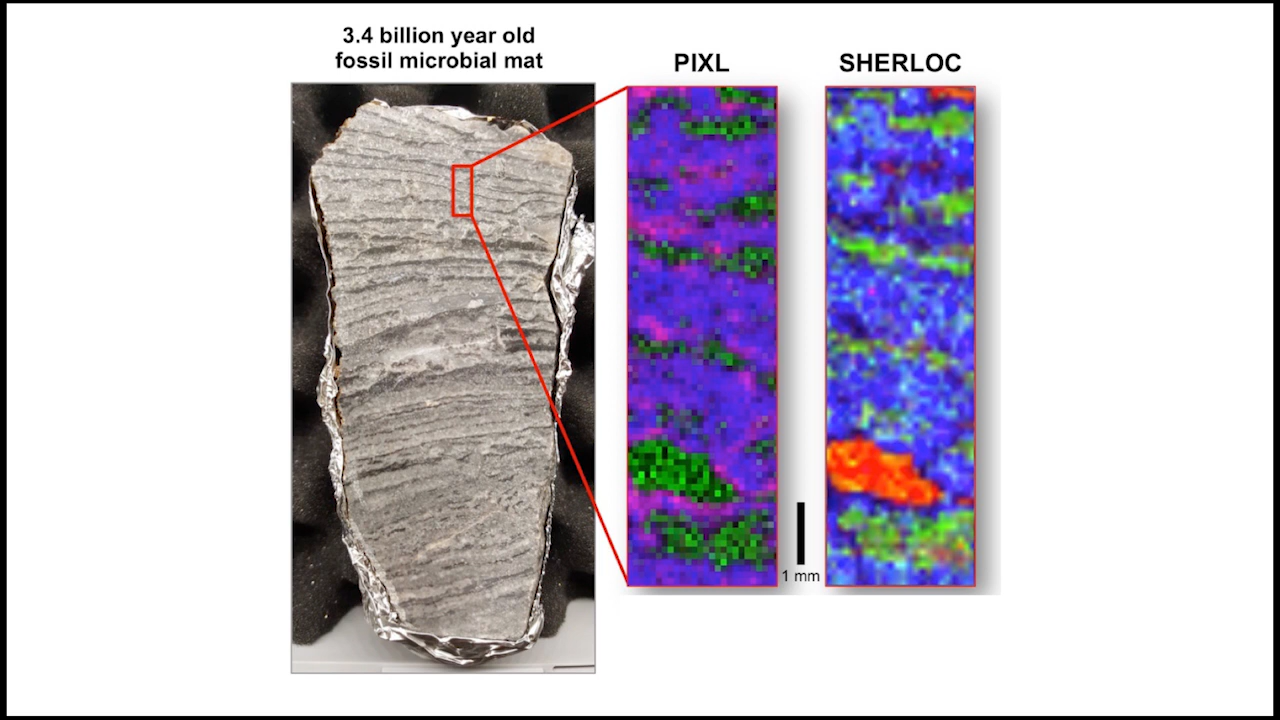 3.4 billion year old
fossil microbial mat
PIXL
SHERLOC
1 mm